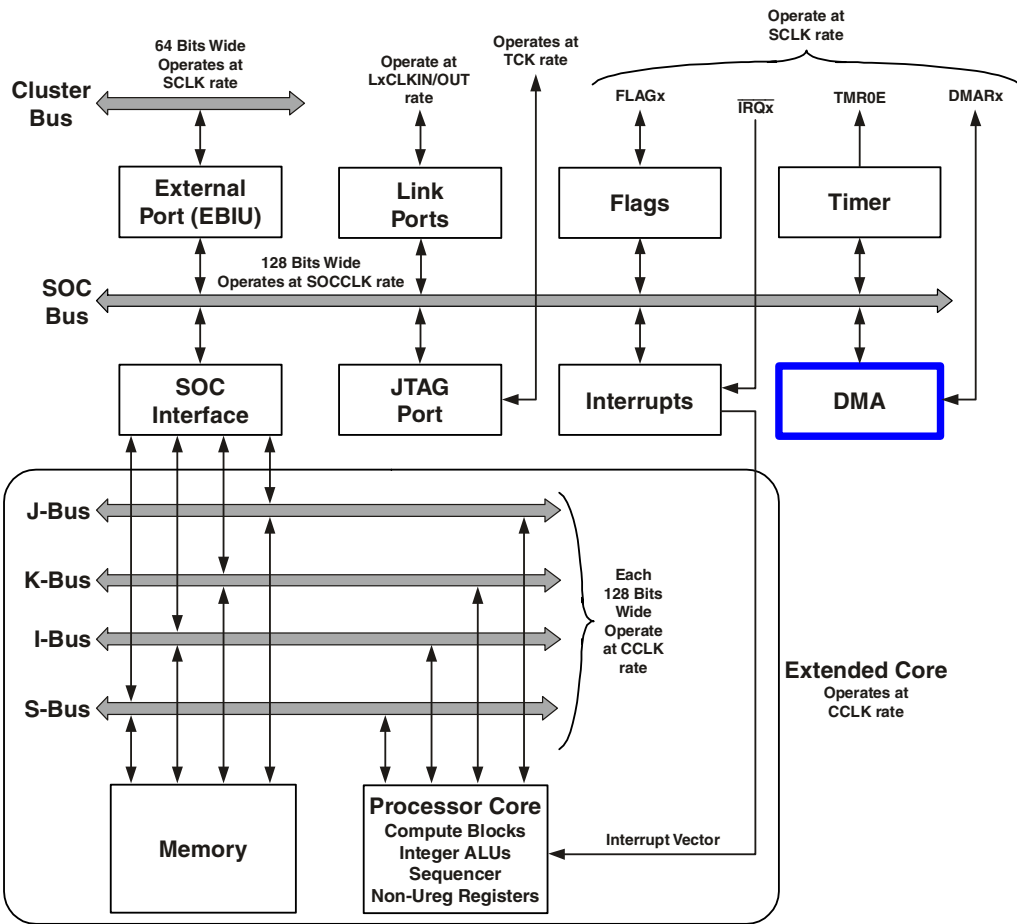 64 Bits Wide
Operates at
SCLK rate
Cluster
Bus
Operate at
LxCLKIN/OUT
rate
Operates at
TCK rate
Operate at
SCLK rate
FLAGx
IRQx
TMR0E
DMARx
External
Port (EBIU)
Link
Ports
Flags
Timer
128 Bits Wide
Operates at SOCCLK rate
SOC
Bus
SOC
Interface
JTAG
Port
Interrupts
DMA
J-Bus
K-Bus
I-Bus
S-Bus
Each
128 Bits
Wide
Operate
at CCLK
rate
Extended Core
Operates at
CCLK rate
Memory
Processor Core
Compute Blocks
Integer ALUs
Sequencer
Non-Ureg Registers
Interrupt Vector